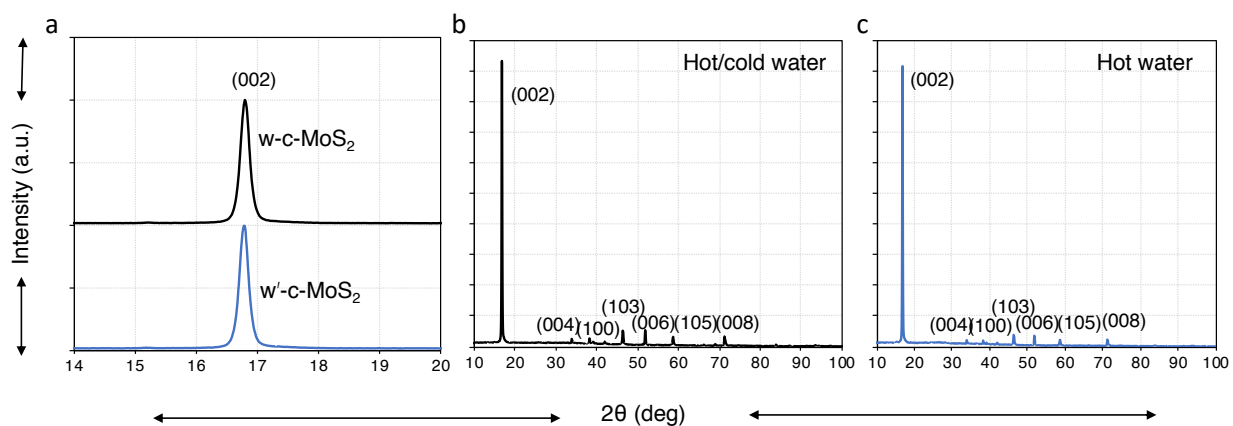 a
b
c
Intensity (a.u.)
(002)
w-c-MoS₂
w′-c-MoS₂
14 15 16 17 18 19 20
Hot/cold water
(002)
(103)
(004) (100) (006) (105) (008)
10 20 30 40 50 60 70 80 90 100
Hot water
(002)
(103)
(004) (100) (006) (105) (008)
10 20 30 40 50 60 70 80 90 100
2θ (deg)